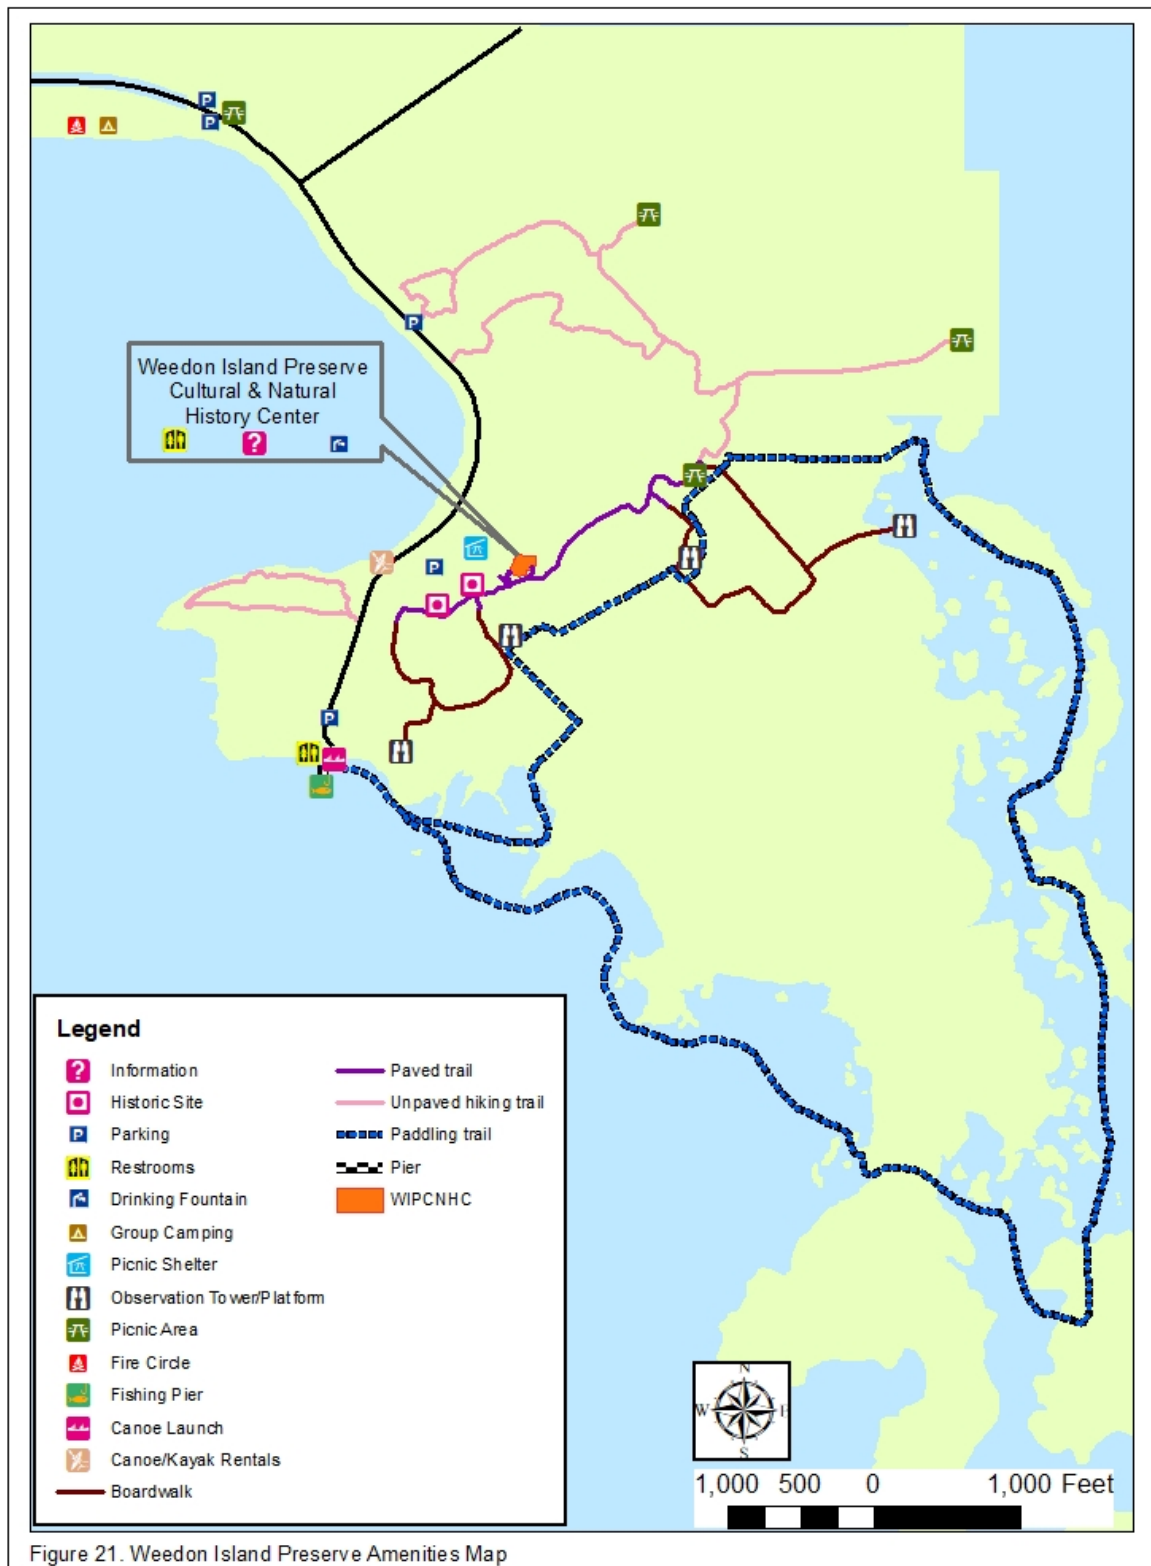 P
P
P
Weedon Island Preserve
Cultural & Natural
History Center
?
P
P
Legend
? Information
Paved trail
Historic Site
Unpaved hiking trail
P Parking
Paddling trail
Restrooms
Pier
Drinking Fountain
WIPCNHC
Group Camping
Picnic Shelter
Observation Tower/Platform
Picnic Area
Fire Circle
Fishing Pier
Canoe Launch
Canoe/Kayak Rentals
Boardwalk
N
W E
S
1,000 500 0 1,000 Feet
Figure 21. Weedon Island Preserve Amenities Map